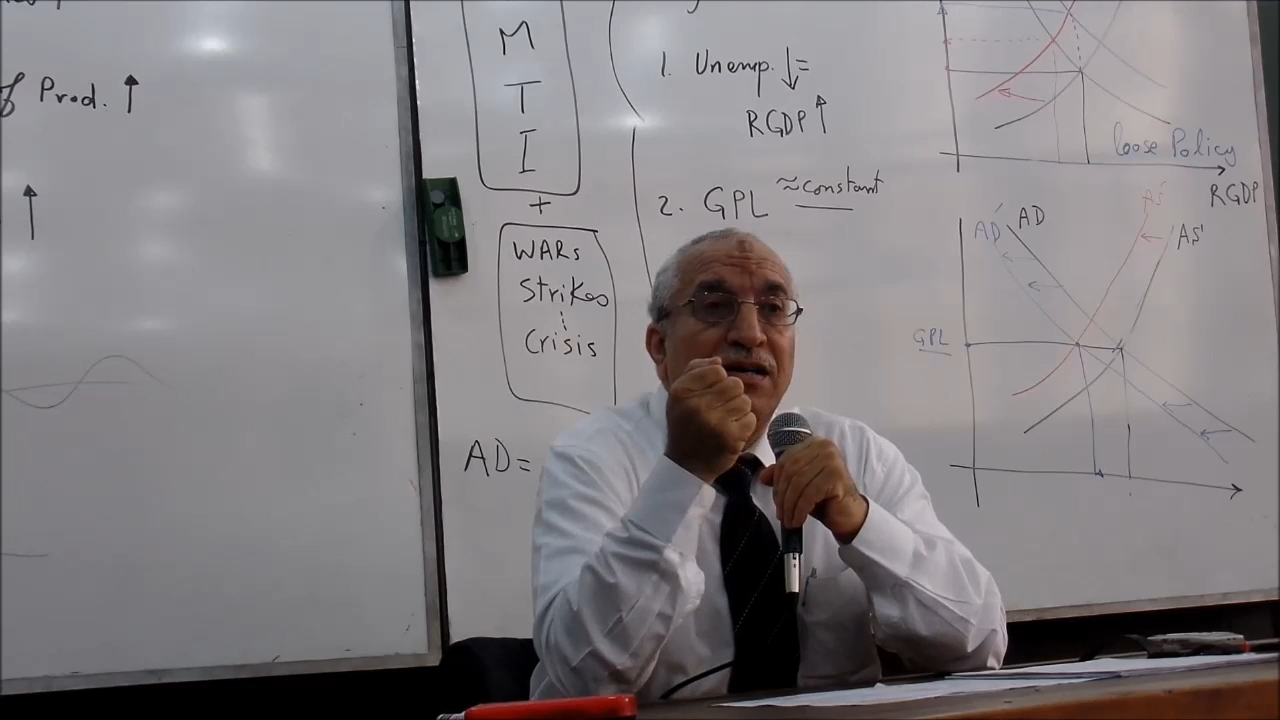 of Prod. ↑
↑
M
T
I
+
WARs
Strikes
Crisis
AD=
1. Unemp. ↓=
RGDP ↑
2. GPL ≈constant
loose Policy
RGDP
AD' AD
AS'
AS'
GPL